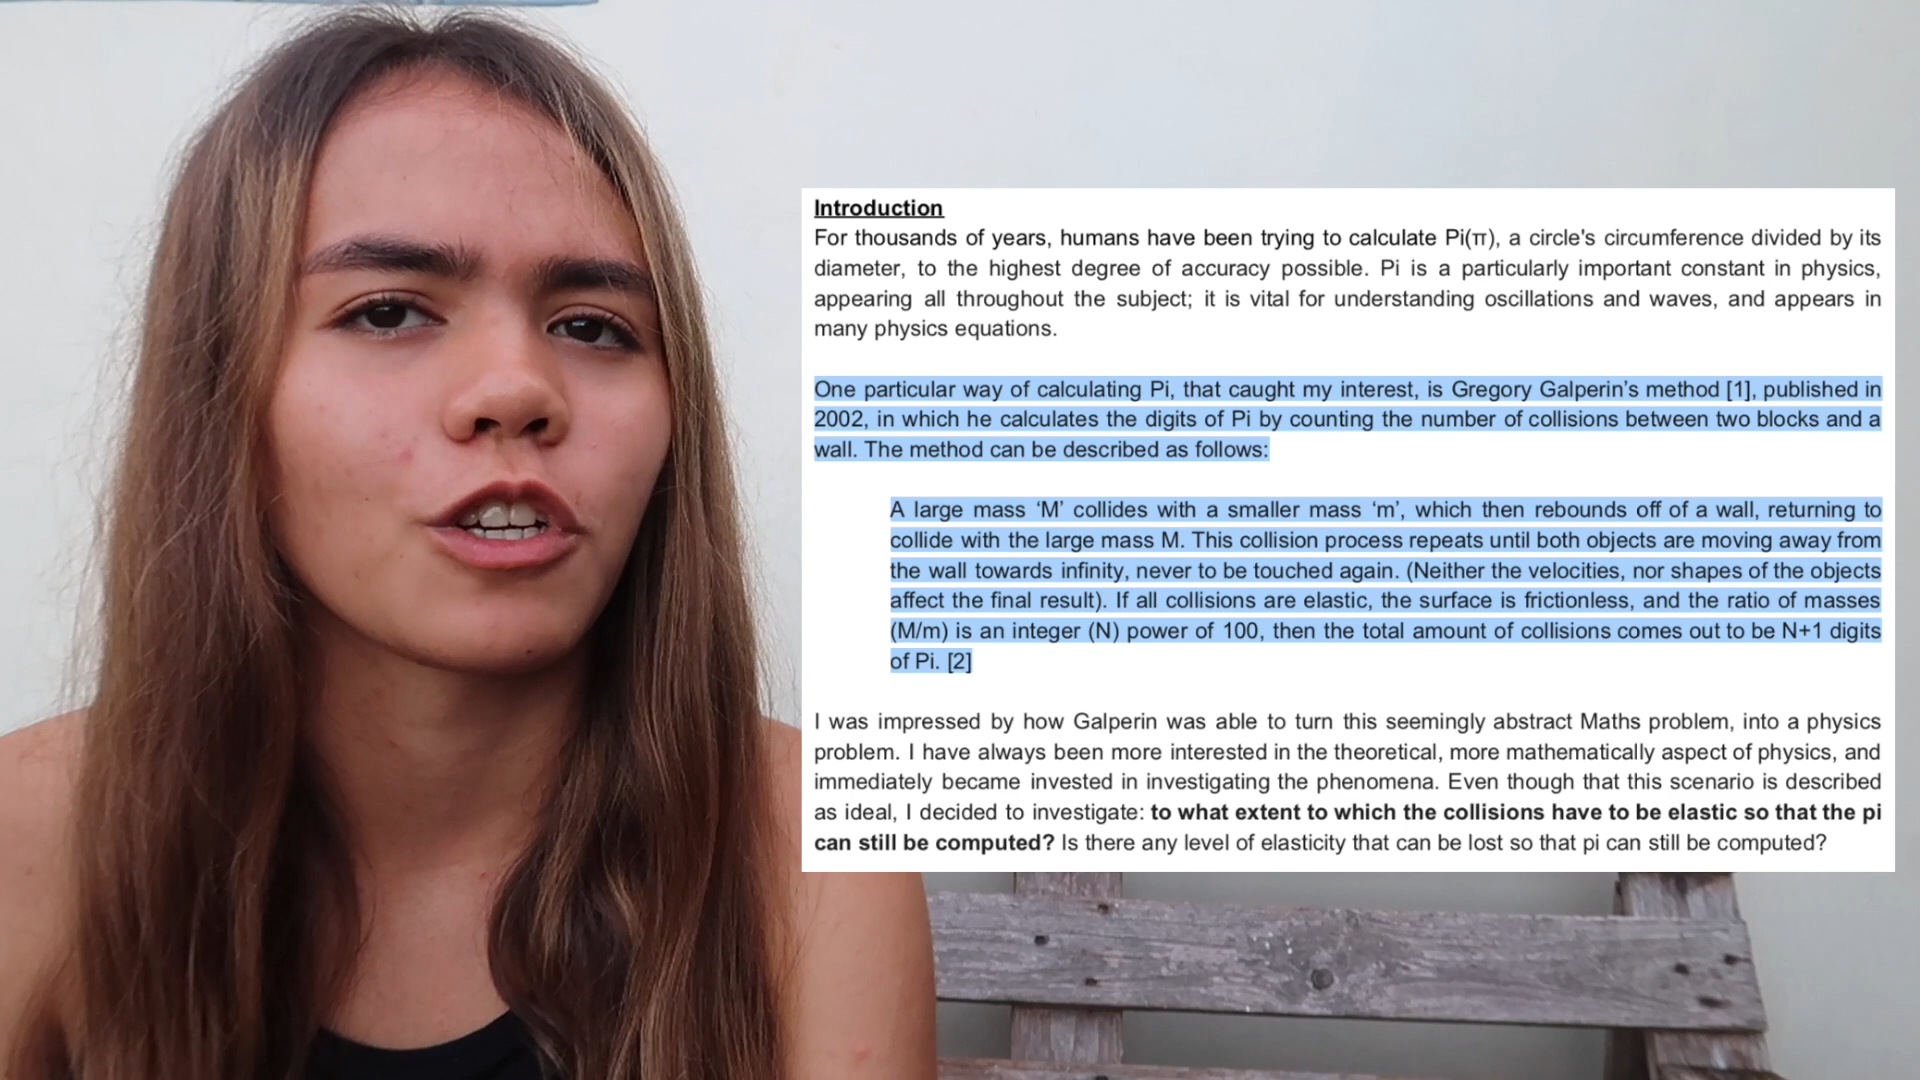 Introduction
For thousands of years, humans have been trying to calculate Pi(π), a circle's circumference divided by its
diameter, to the highest degree of accuracy possible. Pi is a particularly important constant in physics,
appearing all throughout the subject; it is vital for understanding oscillations and waves, and appears in
many physics equations.
One particular way of calculating Pi, that caught my interest, is Gregory Galperin’s method [1], published in
2002, in which he calculates the digits of Pi by counting the number of collisions between two blocks and a
wall. The method can be described as follows:
A large mass ‘M’ collides with a smaller mass ‘m’, which then rebounds off of a wall, returning to
collide with the large mass M. This collision process repeats until both objects are moving away from
the wall towards infinity, never to be touched again. (Neither the velocities, nor shapes of the objects
affect the final result). If all collisions are elastic, the surface is frictionless, and the ratio of masses
(M/m) is an integer (N) power of 100, then the total amount of collisions comes out to be N+1 digits
of Pi. [2]
I was impressed by how Galperin was able to turn this seemingly abstract Maths problem, into a physics
problem. I have always been more interested in the theoretical, more mathematically aspect of physics, and
immediately became invested in investigating the phenomena. Even though that this scenario is described
as ideal, I decided to investigate: to what extent to which the collisions have to be elastic so that the pi
can still be computed? Is there any level of elasticity that can be lost so that pi can still be computed?